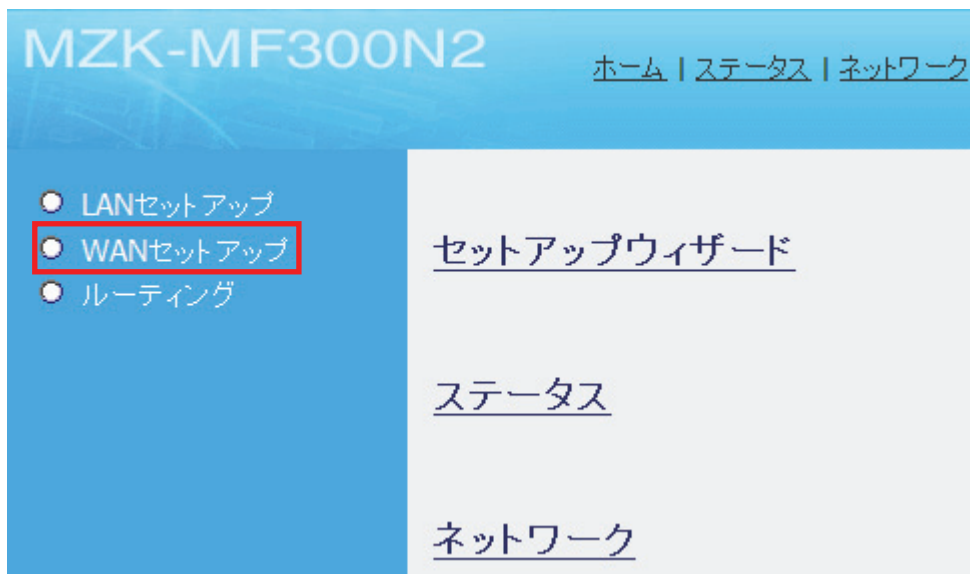 MZK-MF300N2
ホーム | ステータス | ネットワーク
LANセットアップ
WANセットアップ
ルーティング
セットアップウィザード
ステータス
ネットワーク